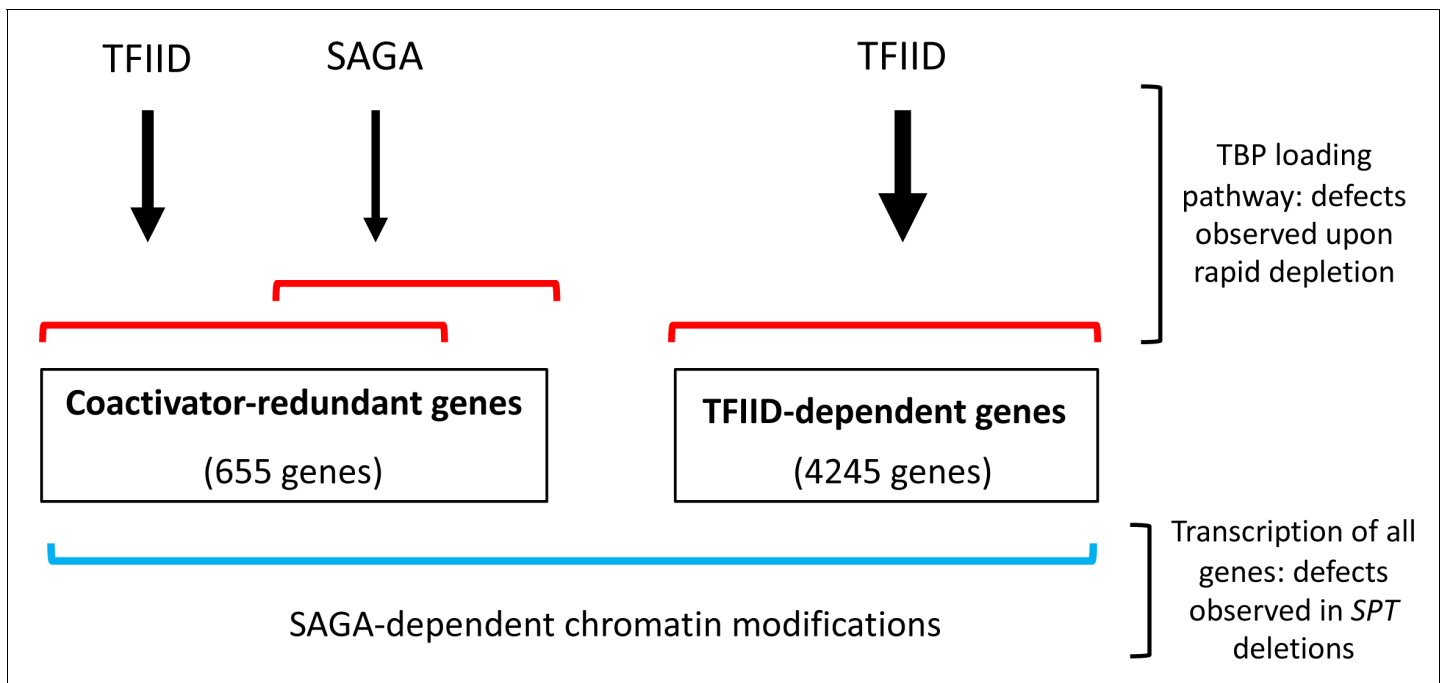 TFIID
SAGA
TFIID
TBP loading
pathway: defects
observed upon
rapid depletion
Coactivator-redundant genes
(655 genes)
TFIID-dependent genes
(4245 genes)
SAGA-dependent chromatin modifications
Transcription of all
genes: defects
observed in SPT
deletions